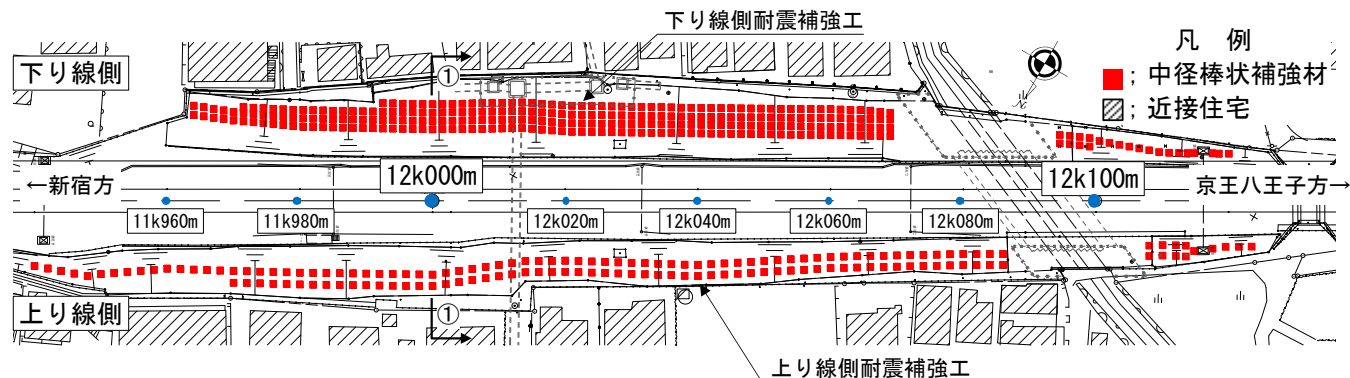 下り線側耐震補強工
凡 例
下り線側
①
；中径棒状補強材
；近接住宅
←新宿方
12k000m
12k100m
京王八王子方→
11k960m
11k980m
12k020m
12k040m
12k060m
12k080m
上り線側
①
上り線側耐震補強工